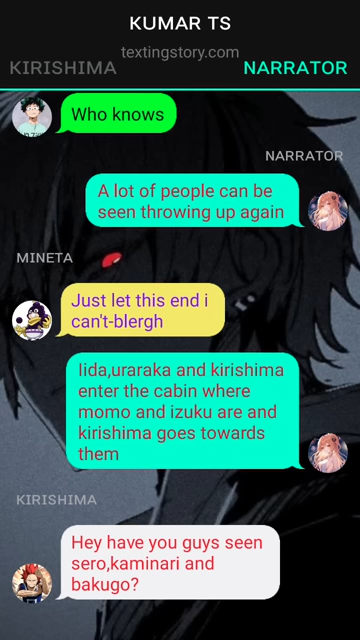 KUMAR TS
textingstory.com
KIRISHIMA
NARRATOR
Who knows
NARRATOR
A lot of people can be
seen throwing up again
MINETA
Just let this end i
can't-blergh
Iida,uraraka and kirishima
enter the cabin where
momo and izuku are and
kirishima goes towards
them
KIRISHIMA
Hey have you guys seen
sero,kaminari and
bakugo?